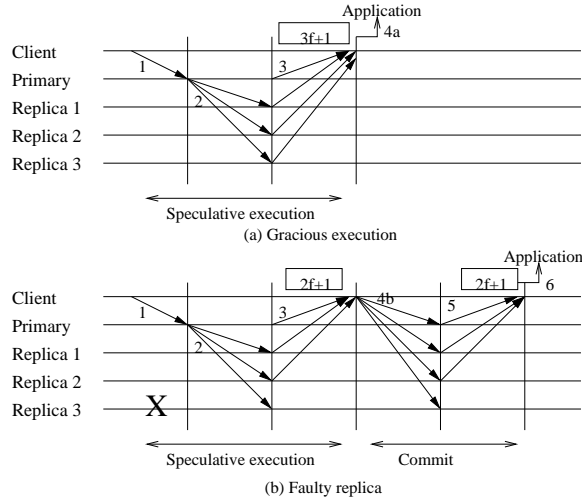 Application
3f+1
4a
Client
1
3
Primary
2
Replica 1
Replica 2
Replica 3
Speculative execution
(a) Gracious execution
Application
2f+1
2f+1
6
Client
1
3
4b
5
Primary
2
Replica 1
Replica 2
Replica 3
X
Speculative execution
Commit
(b) Faulty replica